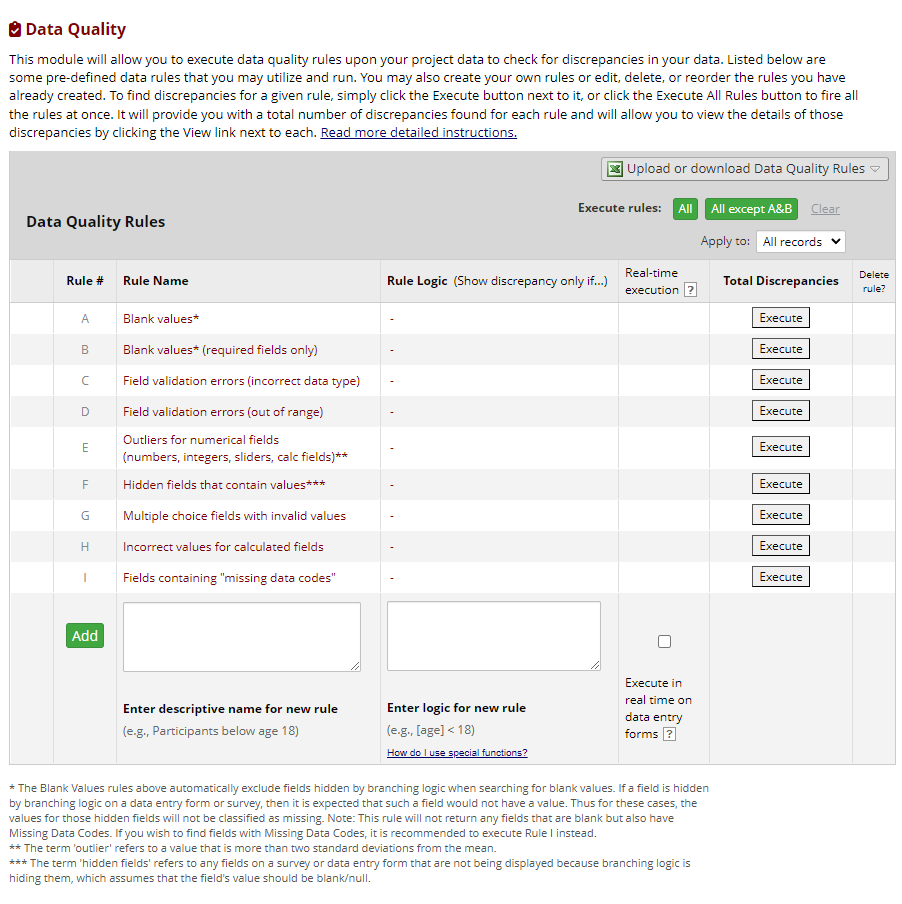 Data Quality
This module will allow you to execute data quality rules upon your project data to check for discrepancies in your data. Listed below are
some pre-defined data rules that you may utilize and run. You may also create your own rules or edit, delete, or reorder the rules you have
already created. To find discrepancies for a given rule, simply click the Execute button next to it, or click the Execute All Rules button to fire all
the rules at once. It will provide you with a total number of discrepancies found for each rule and will allow you to view the details of those
discrepancies by clicking the View link next to each. Read more detailed instructions.
Upload or download Data Quality Rules
Execute rules: All All except A&B Clear
Data Quality Rules
Apply to: All records
Rule # Rule Name Rule Logic (Show discrepancy only if...) Real-time execution ? Total Discrepancies Delete rule?
A Blank values* - Execute
B Blank values* (required fields only) - Execute
C Field validation errors (incorrect data type) - Execute
D Field validation errors (out of range) - Execute
E Outliers for numerical fields
(numbers, integers, sliders, calc fields)** - Execute
F Hidden fields that contain values*** - Execute
G Multiple choice fields with invalid values - Execute
H Incorrect values for calculated fields - Execute
I Fields containing "missing data codes" - Execute
Add
Enter descriptive name for new rule
(e.g., Participants below age 18)
Enter logic for new rule
(e.g., [age] < 18)
How do I use special functions?
Execute in
real time on
data entry
forms ?
* The Blank Values rules above automatically exclude fields hidden by branching logic when searching for blank values. If a field is hidden
by branching logic on a data entry form or survey, then it is expected that such a field would not have a value. Thus for these cases, the
values for those hidden fields will not be classified as missing. Note: This rule will not return any fields that are blank but also have
Missing Data Codes. If you wish to find fields with Missing Data Codes, it is recommended to execute Rule I instead.
** The term 'outlier' refers to a value that is more than two standard deviations from the mean.
*** The term 'hidden fields' refers to any fields on a survey or data entry form that are not being displayed because branching logic is
hiding them, which assumes that the field's value should be blank/null.